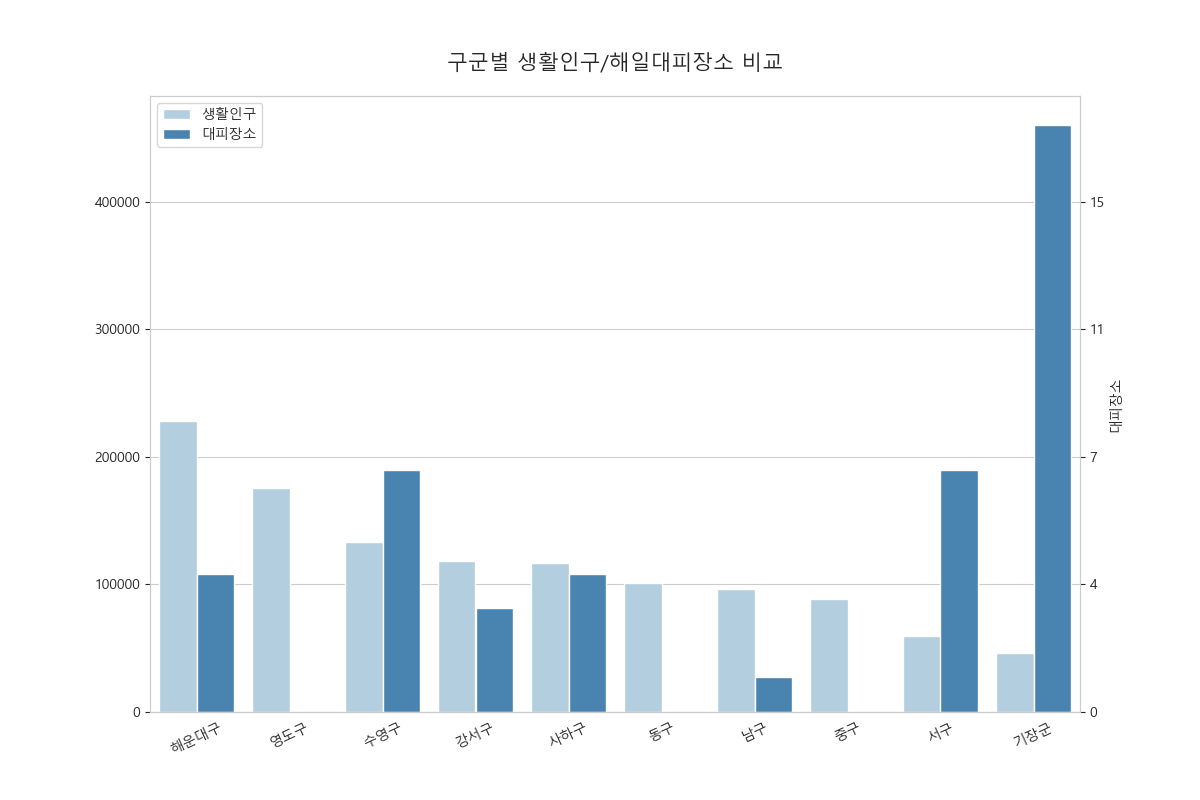 구군별 생활인구/해일대피장소 비교
생활인구
대피장소
400000
300000
200000
100000
0
15
11
7
4
0
대피장소
해운대구
영도구
수영구
강서구
사하구
동구
남구
중구
서구
기장군